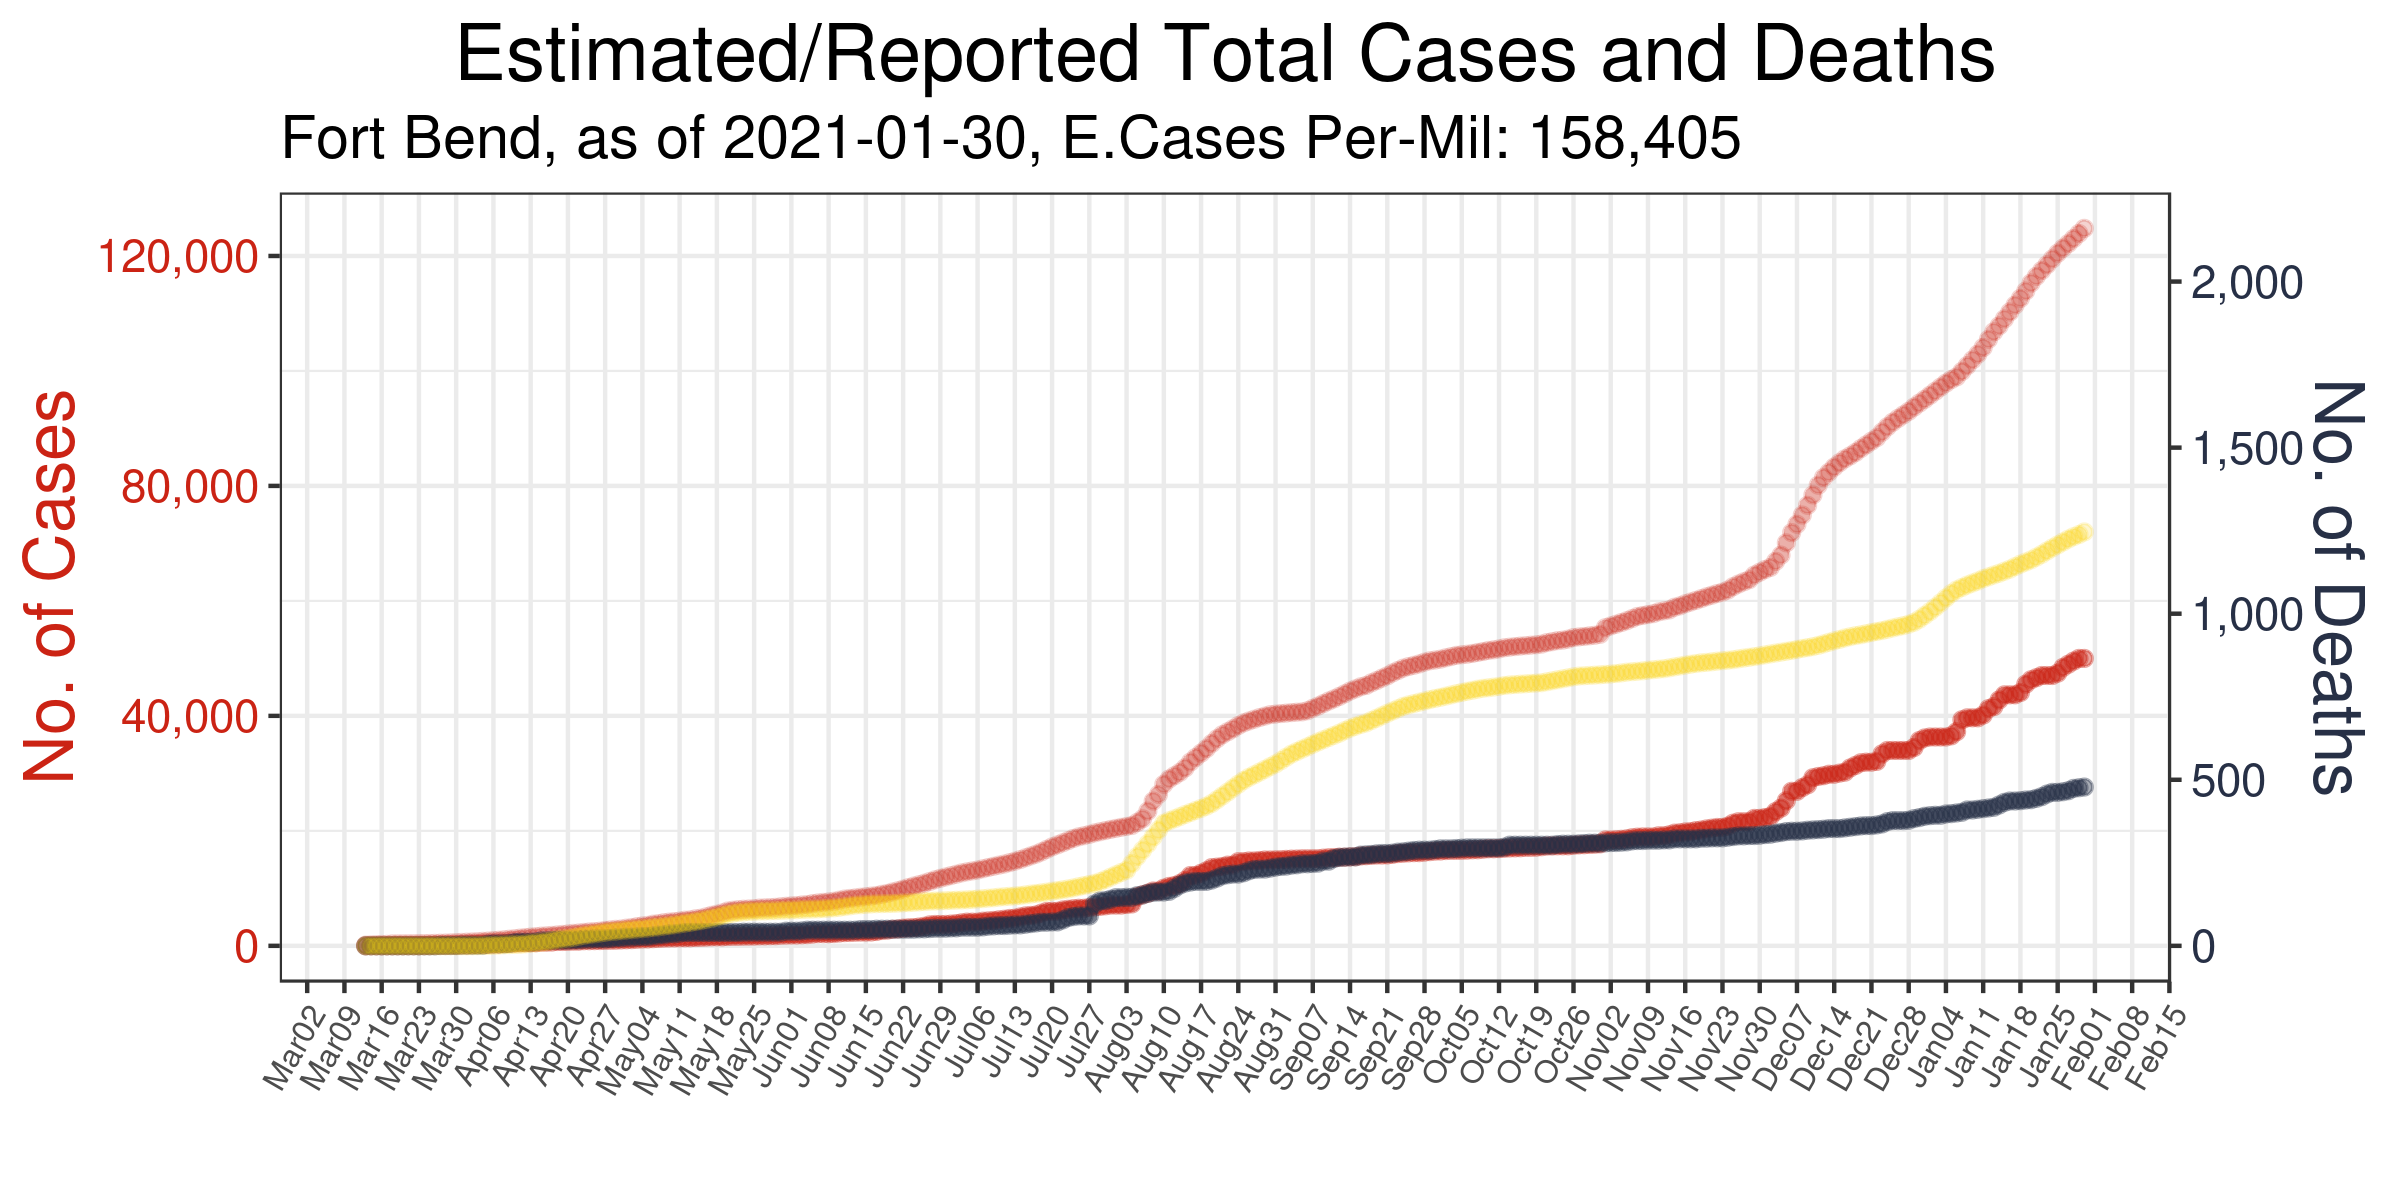 Estimated/Reported Total Cases and Deaths
Fort Bend, as of 2021-01-30, E.Cases Per-Mil: 158,405
No. of Cases
120,000
80,000
40,000
0
No. of Deaths
2,000
1,500
1,000
500
0
Mar02
Mar09
Mar16
Mar23
Mar30
Apr06
Apr13
Apr20
Apr27
May04
May11
May18
May25
Jun01
Jun08
Jun15
Jun22
Jun29
Jul06
Jul13
Jul20
Jul27
Aug03
Aug10
Aug17
Aug24
Aug31
Sep07
Sep14
Sep21
Sep28
Oct05
Oct12
Oct19
Oct26
Nov02
Nov09
Nov16
Nov23
Nov30
Dec07
Dec14
Dec21
Dec28
Jan04
Jan11
Jan18
Jan25
Feb01
Feb08
Feb15